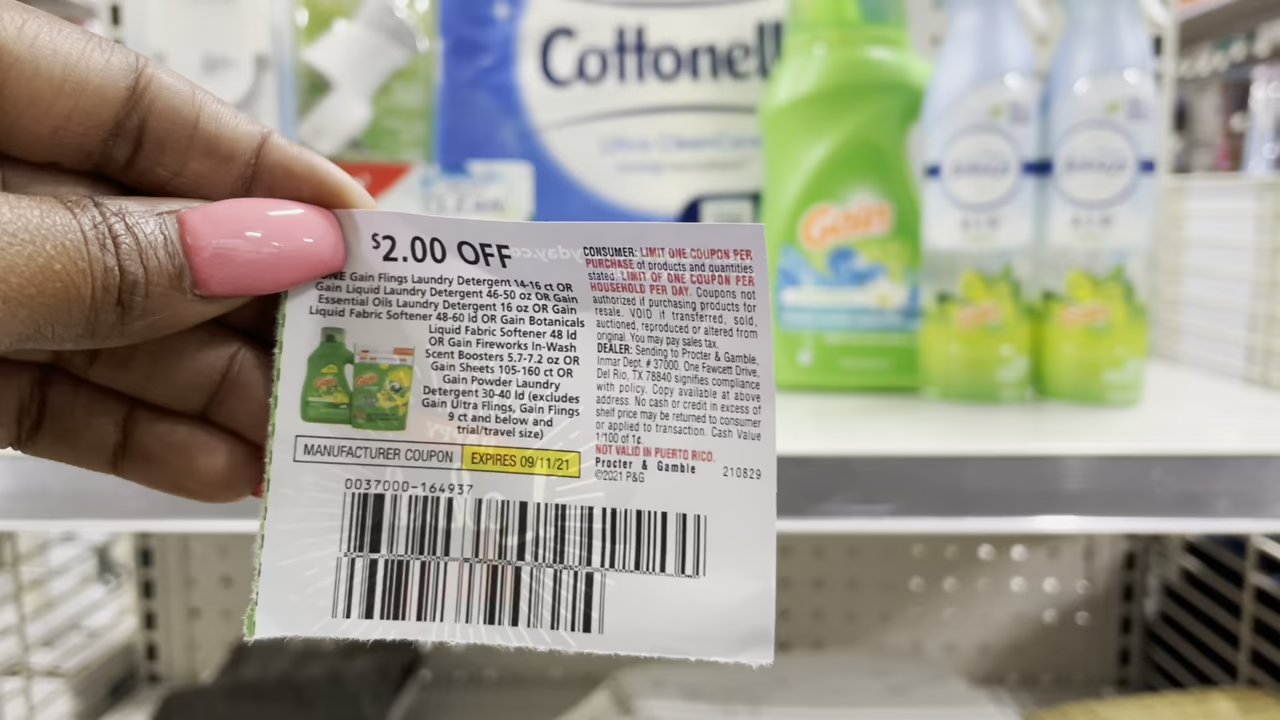 Cottonell
Ultra CleanCare
Gain
$2.00 OFF
ONE Gain Flings Laundry Detergent 14-16 ct OR
Gain Liquid Laundry Detergent 46-50 oz OR Gain
Essential Oils Laundry Detergent 16 oz OR Gain
Liquid Fabric Softener 48-60 ld OR Gain Botanicals
Liquid Fabric Softener 48 ld
OR Gain Fireworks In-Wash
Scent Boosters 5.7-7.2 oz OR
Gain Sheets 105-160 ct OR
Gain Powder Laundry
Detergent 30-40 ld (excludes
Gain Ultra Flings, Gain Flings
9 ct and below and
trial/travel size)
MANUFACTURER COUPON EXPIRES 09/11/21
0037000-164937
CONSUMER: LIMIT ONE COUPON PER
PURCHASE of products and quantities
stated. LIMIT OF ONE COUPON PER
HOUSEHOLD PER DAY. Coupons not
authorized if purchasing products for
resale. VOID if transferred, sold,
auctioned, reproduced or altered from
original. You may pay sales tax.
DEALER: Sending to Procter & Gamble,
Inmar Dept. # 37000, One Fawcett Drive,
Del Rio, TX 78840 signifies compliance
with policy. Copy available at above
address. No cash or credit in excess of
shelf price may be returned to consumer
or applied to transaction. Cash Value
1/100 of 1¢.
NOT VALID IN PUERTO RICO.
Procter & Gamble 210829
©2021 P&G